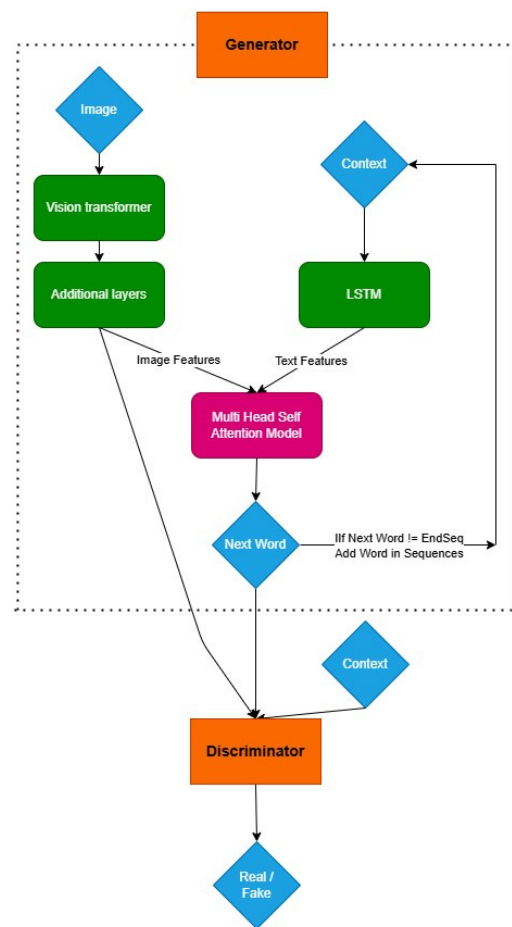 Generator
Image
Context
Vision transformer
Additional layers
LSTM
Image Features
Text Features
Multi Head Self
Attention Model
Next Word
IIf Next Word != EndSeq
Add Word in Sequences
Context
Discriminator
Real /
Fake